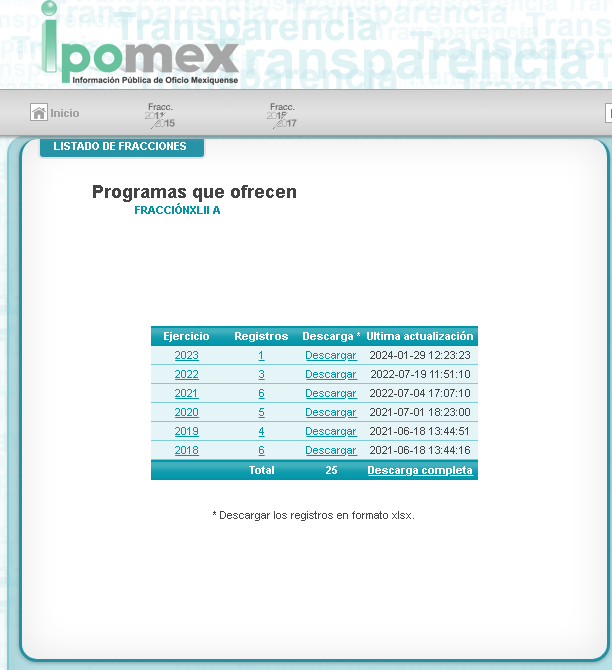 Transparencia
ipomex
Información Pública de Oficio Mexiquense
Inicio
Fracc.
2011/
2015
Fracc.
2017
LISTADO DE FRACCIONES
Programas que ofrecen
FRACCIÓNXLII A
Ejercicio Registros Descarga * Ultima actualización
2023 1 Descargar 2024-01-29 12:23:23
2022 3 Descargar 2022-07-19 11:51:10
2021 6 Descargar 2022-07-04 17:07:10
2020 5 Descargar 2021-07-01 18:23:00
2019 4 Descargar 2021-06-18 13:44:51
2018 6 Descargar 2021-06-18 13:44:16
Total 25 Descarga completa
* Descargar los registros en formato xlsx.